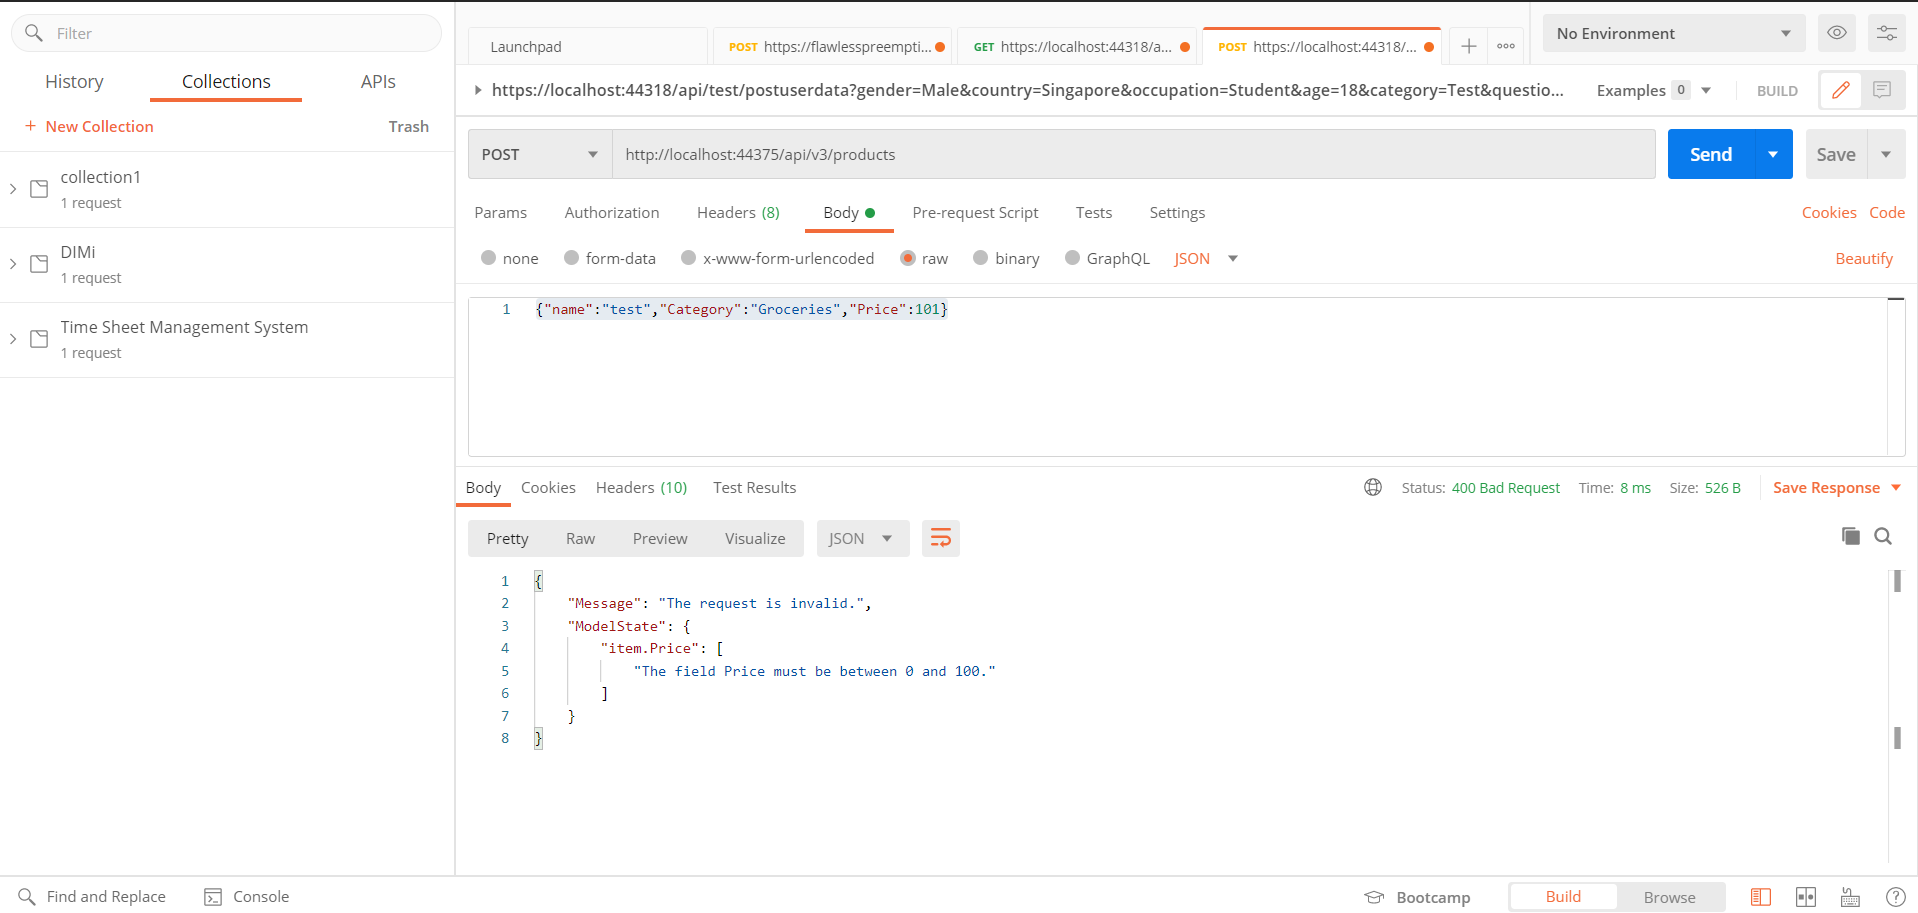 Filter
History Collections APIs
+ New Collection Trash
collection1
1 request
DIMi
1 request
Time Sheet Management System
1 request
Launchpad
POST https://flawlesspreempti...
GET https://localhost:44318/a...
POST https://localhost:44318/...
No Environment
https://localhost:44318/api/test/postuserdata?gender=Male&country=Singapore&occupation=Student&age=18&category=Test&questio...
Examples 0
BUILD
POST http://localhost:44375/api/v3/products
Send
Save
Params Authorization Headers (8) Body Pre-request Script Tests Settings
Cookies Code
none form-data x-www-form-urlencoded raw binary GraphQL JSON
Beautify
1 {"name":"test","Category":"Groceries","Price":101}
Body Cookies Headers (10) Test Results
Status: 400 Bad Request Time: 8 ms Size: 526 B
Save Response
Pretty Raw Preview Visualize JSON
1 {
2 "Message": "The request is invalid.",
3 "ModelState": {
4 "item.Price": [
5 "The field Price must be between 0 and 100."
6 ]
7 }
8 }
Find and Replace Console
Bootcamp Build Browse